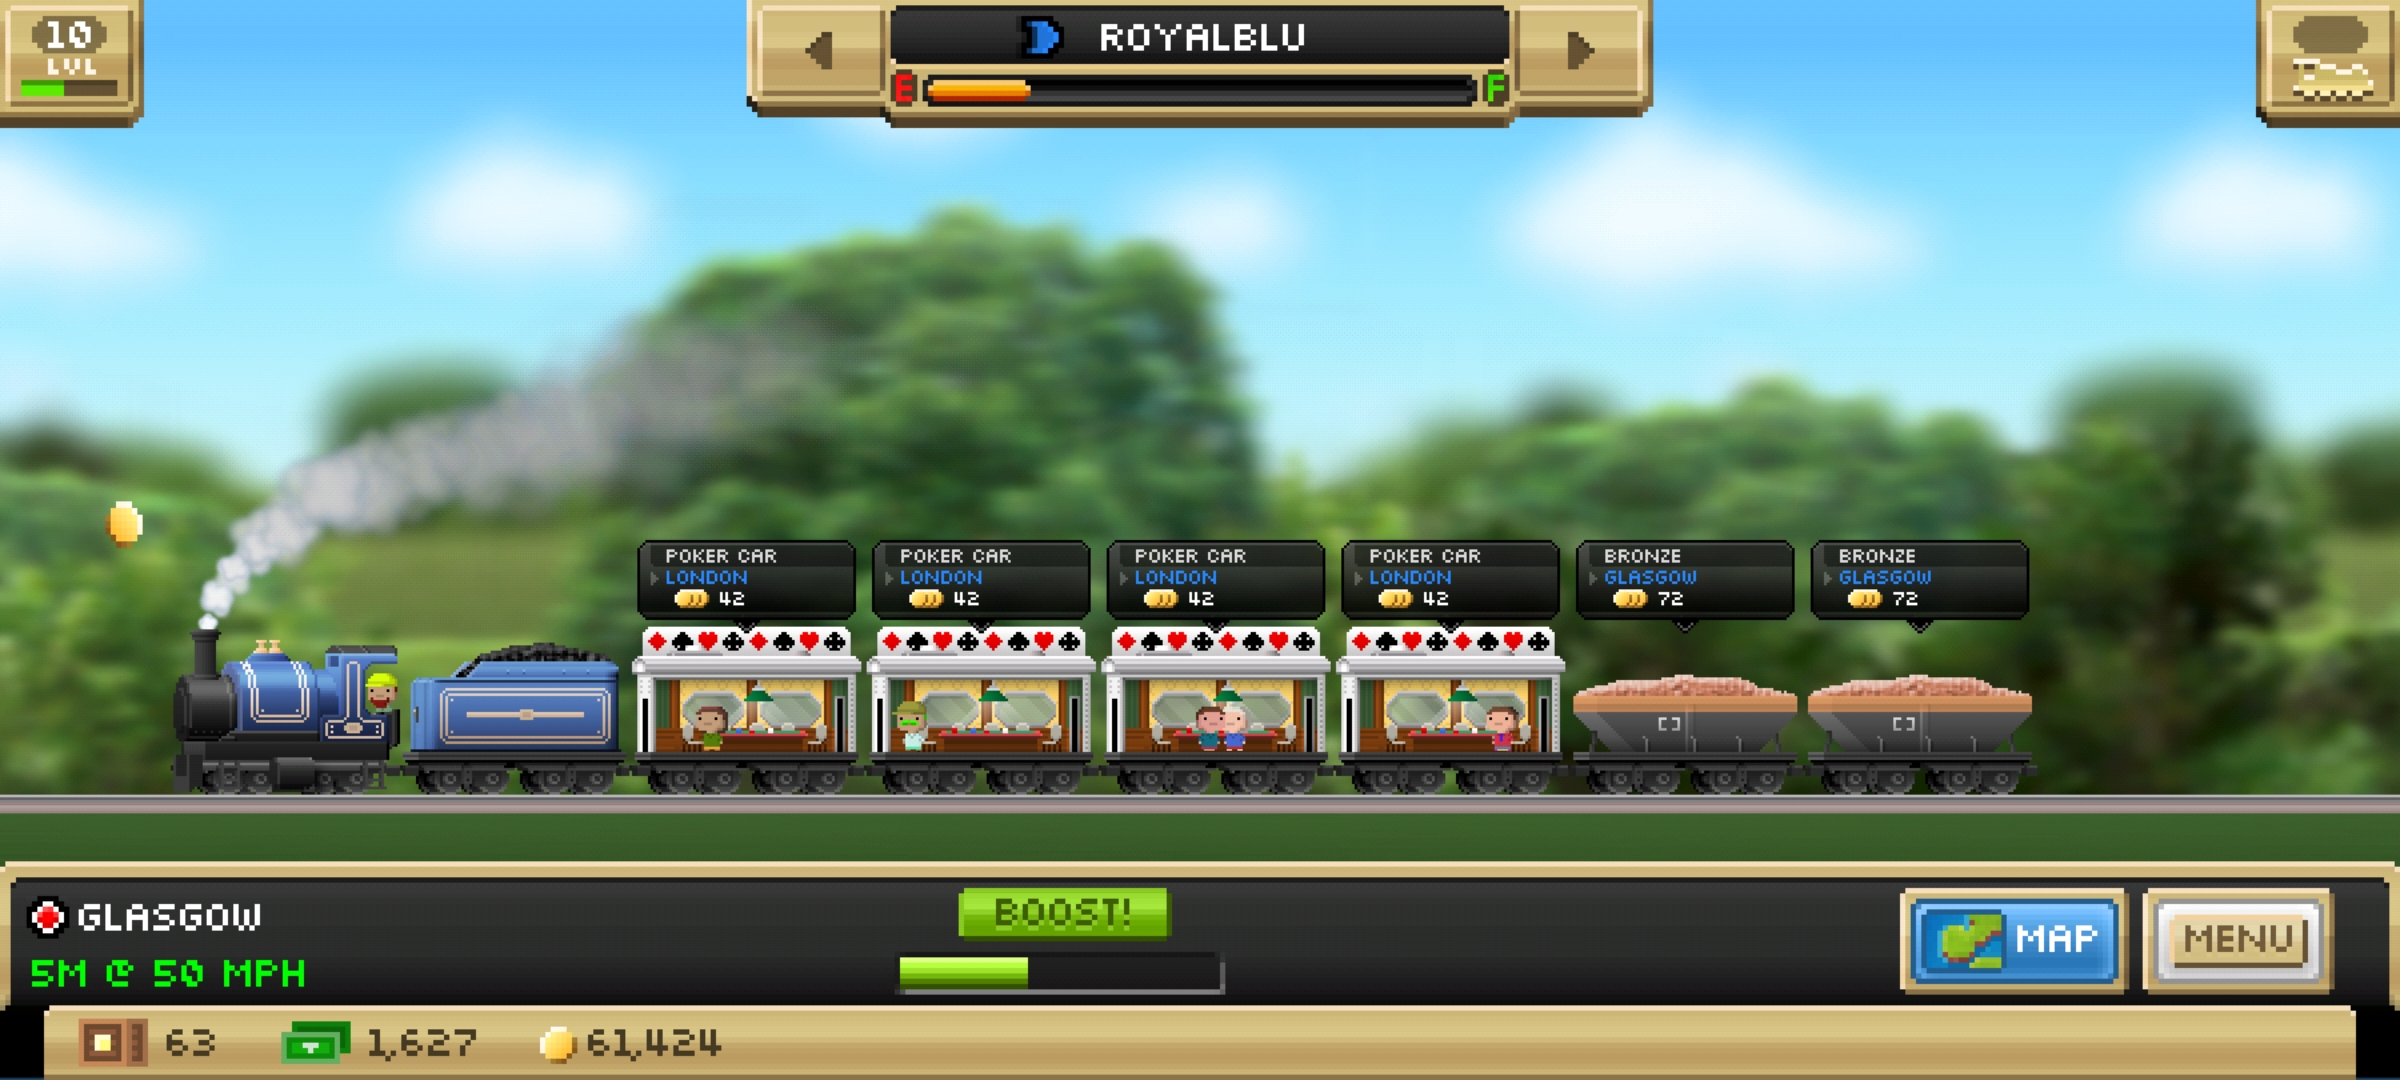 10
LVL
ROYALBLU
E F
POKER CAR
LONDON
42
POKER CAR
LONDON
42
POKER CAR
LONDON
42
POKER CAR
LONDON
42
BRONZE
GLASGOW
72
BRONZE
GLASGOW
72
GLASGOW
5M @ 50 MPH
BOOST!
MAP
MENU
63 1,627 61,424